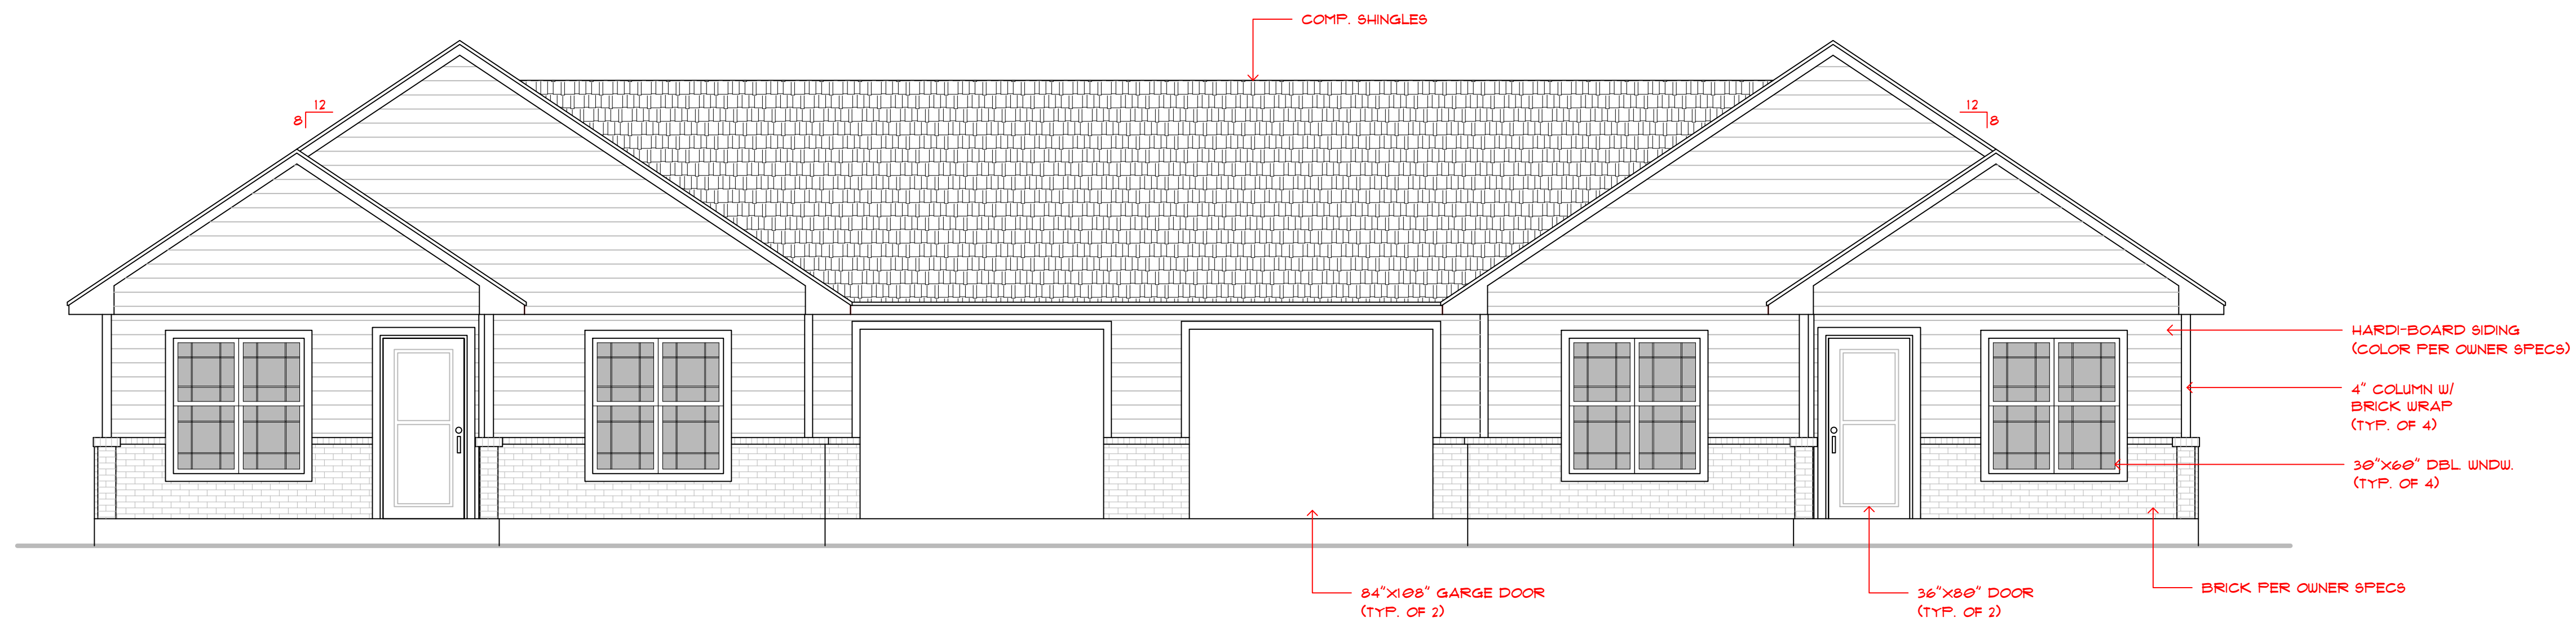 COMP. SHINGLES
12
8
12
8
HARDI-BOARD SIDING
(COLOR PER OWNER SPECS)
4" COLUMN W/
BRICK WRAP
(TYP. OF 4)
30"X60" DBL. WNDW.
(TYP. OF 4)
84"X108" GARGE DOOR
(TYP. OF 2)
36"X80" DOOR
(TYP. OF 2)
BRICK PER OWNER SPECS